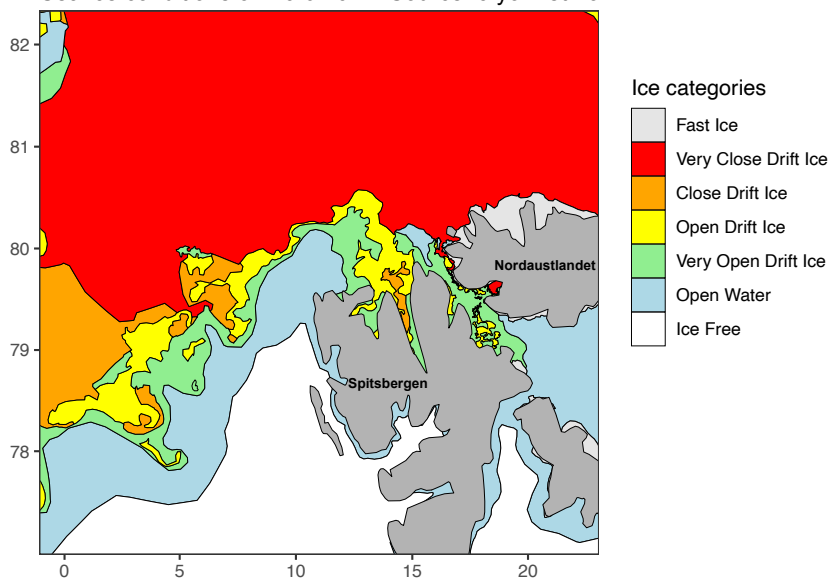 Ice categories
Fast Ice
Very Close Drift Ice
Close Drift Ice
Open Drift Ice
Very Open Drift Ice
Open Water
Ice Free
82
81
80
79
78
Nordaustlandet
Spitsbergen
0
5
10
15
20